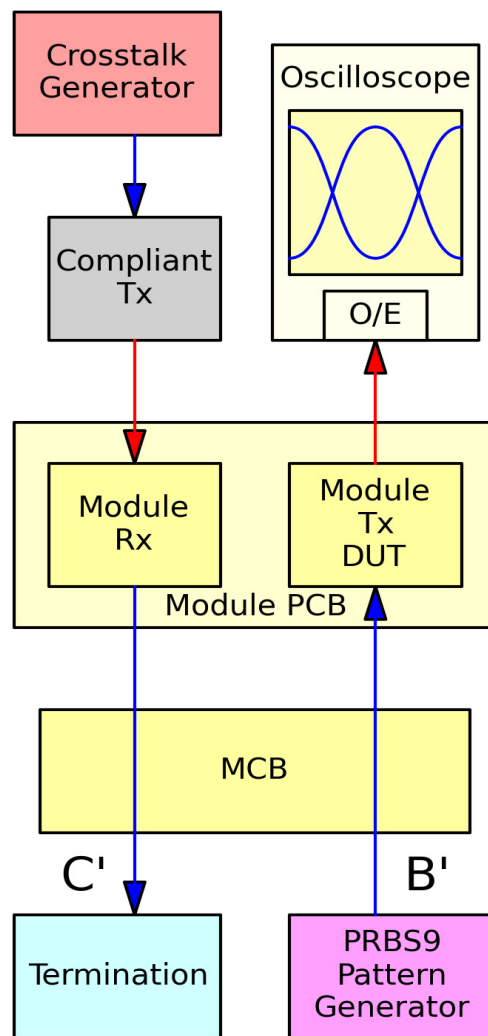 Crosstalk
Generator
Oscilloscope
Compliant
Tx
O/E
Module
Rx
Module
Tx
DUT
Module PCB
MCB
C'
B'
Termination
PRBS9
Pattern
Generator